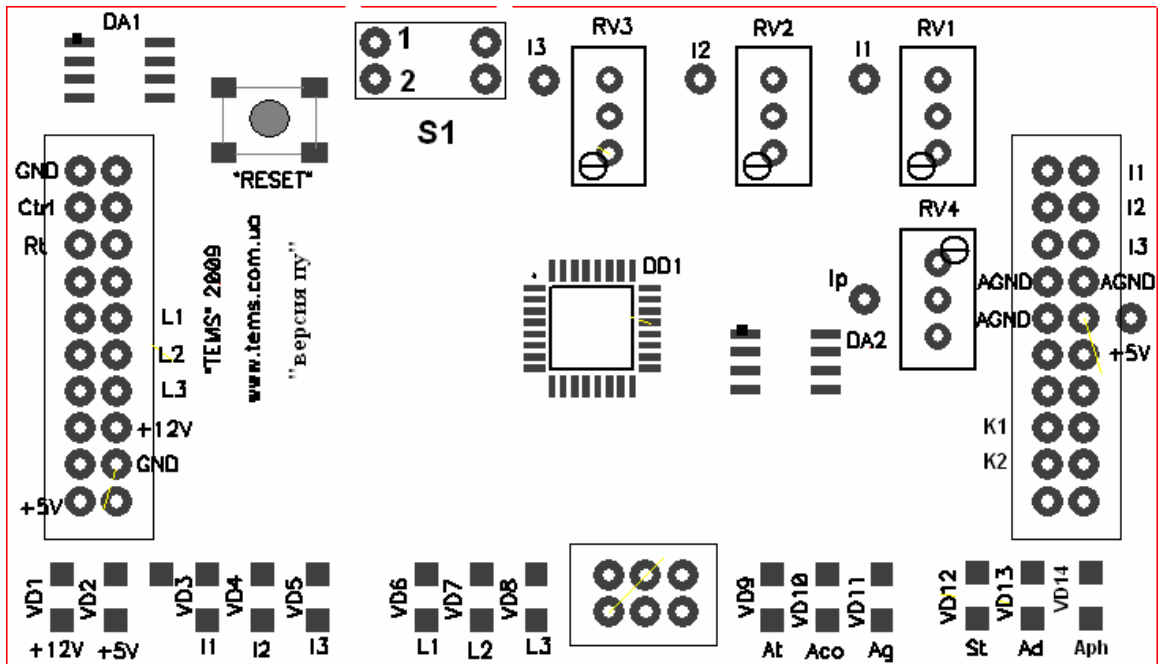 DA1
1
2
S1
I3
RV3
I2
RV2
I1
RV1
"RESET"
GND
Ctrl
Rt
L1
L2
L3
+12V
GND
+5V
"TEMS" 2009
www.tems.com.ua
"версия пу"
DD1
Ip
DA2
RV4
I1
I2
I3
AGND
AGND
AGND
+5V
K1
K2
VD1
VD2
VD3
VD4
VD5
VD6
VD7
VD8
VD9
VD10
VD11
VD12
VD13
VD14
+12V
+5V
I1
I2
I3
L1
L2
L3
At
Aco
Ag
St
Ad
Aph